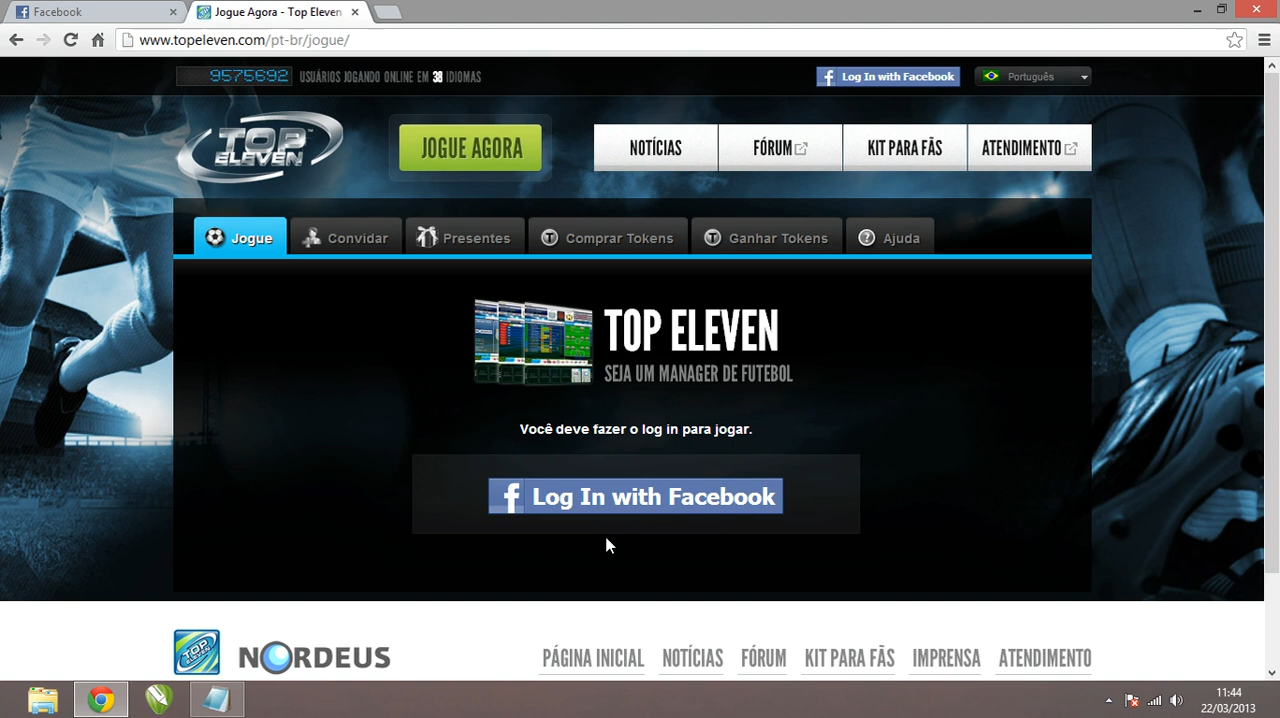 Facebook
Jogue Agora - Top Eleven
www.topeleven.com/pt-br/jogue/
9575692 USUÁRIOS JOGANDO ONLINE EM 38 IDIOMAS
f Log In with Facebook
Português
TOP ELEVEN
JOGUE AGORA
NOTÍCIAS
FÓRUM
KIT PARA FÃS
ATENDIMENTO
Jogue
Convidar
Presentes
Comprar Tokens
Ganhar Tokens
Ajuda
TOP ELEVEN
SEJA UM MANAGER DE FUTEBOL
Você deve fazer o log in para jogar.
f Log In with Facebook
TOP ELEVEN
NORDEUS
PÁGINA INICIAL
NOTÍCIAS
FÓRUM
KIT PARA FÃS
IMPRENSA
ATENDIMENTO
11:44
22/03/2013